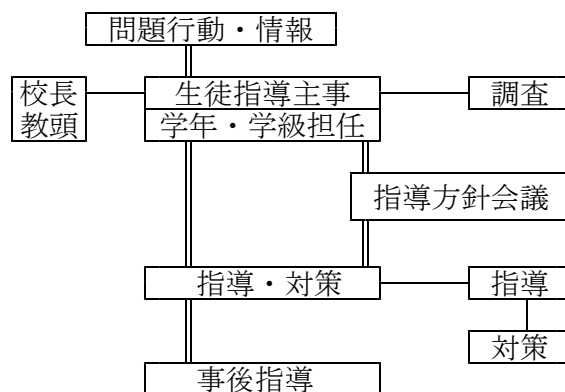 問題行動・情報
校長
教頭
生徒指導主事
学年・学級担任
調査
指導方針会議
指導・対策
指導
対策
事後指導